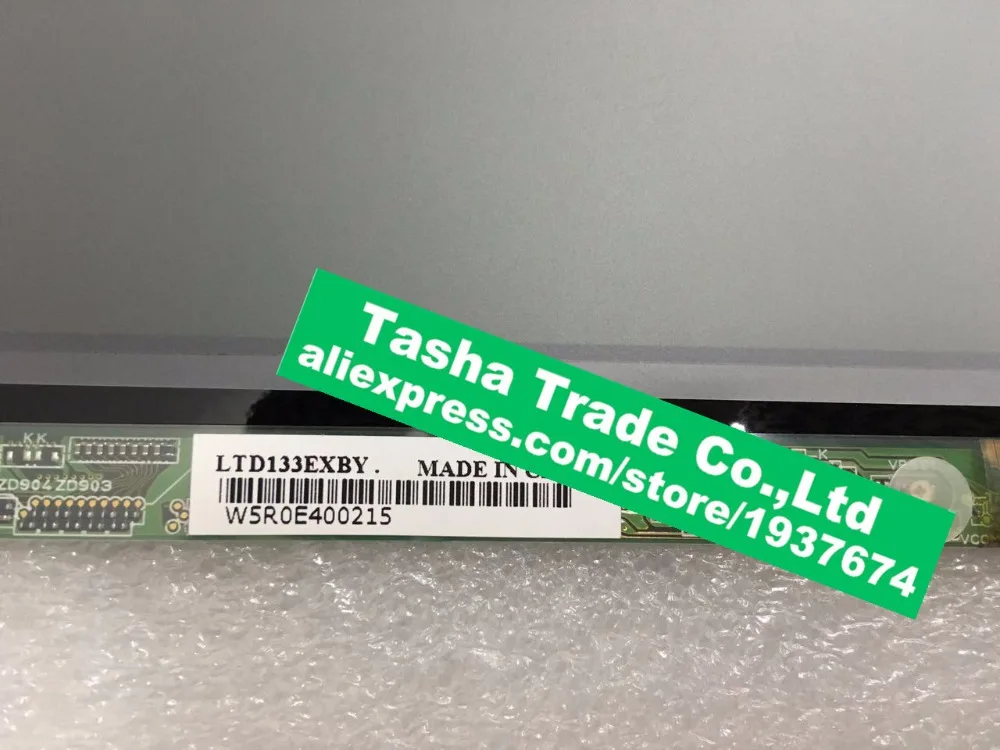 Tasha Trade Co.,Ltd
aliexpress.com/store/1937674
KK
ZD904 ZD903
LTD133EXBY. MADE IN
W5R0E400215
K
VCC